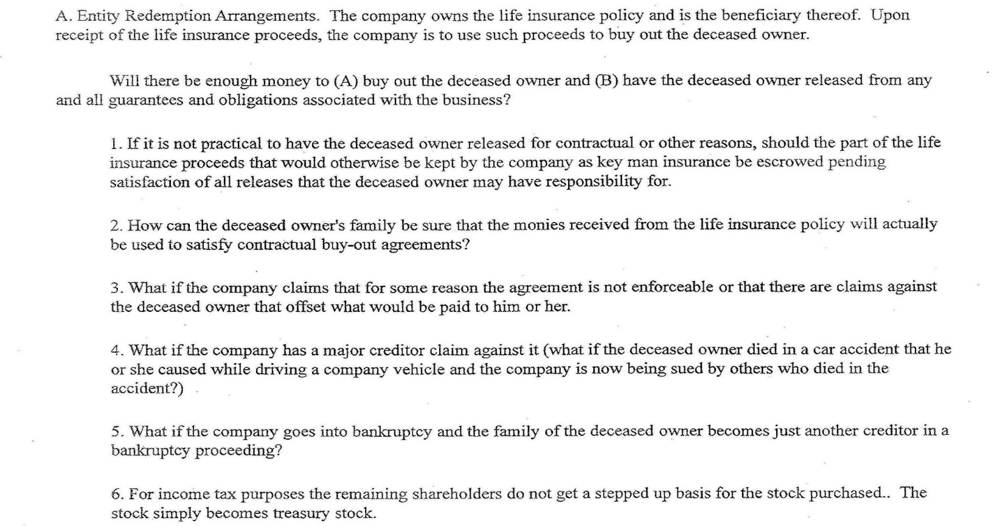 A. Entity Redemption Arrangements.  The company owns the life insurance policy and is the beneficiary thereof.  Upon
receipt of the life insurance proceeds, the company is to use such proceeds to buy out the deceased owner.
Will there be enough money to (A) buy out the deceased owner and (B) have the deceased owner released from any
and all guarantees and obligations associated with the business?
1. If it is not practical to have the deceased owner released for contractual or other reasons, should the part of the life
insurance proceeds that would otherwise be kept by the company as key man insurance be escrowed pending
satisfaction of all releases that the deceased owner may have responsibility for.
2. How can the deceased owner's family be sure that the monies received from the life insurance policy will actually
be used to satisfy contractual buy-out agreements?
3. What if the company claims that for some reason the agreement is not enforceable or that there are claims against
the deceased owner that offset what would be paid to him or her.
4. What if the company has a major creditor claim against it (what if the deceased owner died in a car accident that he
or she caused while driving a company vehicle and the company is now being sued by others who died in the
accident?)
5. What if the company goes into bankruptcy and the family of the deceased owner becomes just another creditor in a
bankruptcy proceeding?
6. For income tax purposes the remaining shareholders do not get a stepped up basis for the stock purchased..  The
stock simply becomes treasury stock.